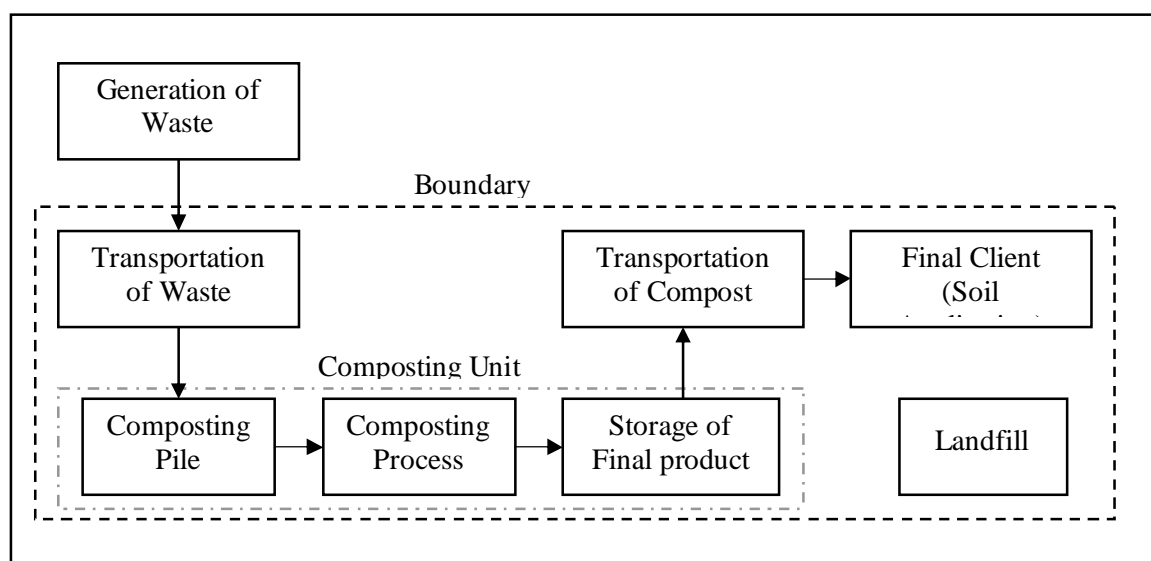 Generation of
Waste
Boundary
Transportation
of Waste
Transportation
of Compost
Final Client
(Soil
Composting Unit
Composting
Pile
Composting
Process
Storage of
Final product
Landfill